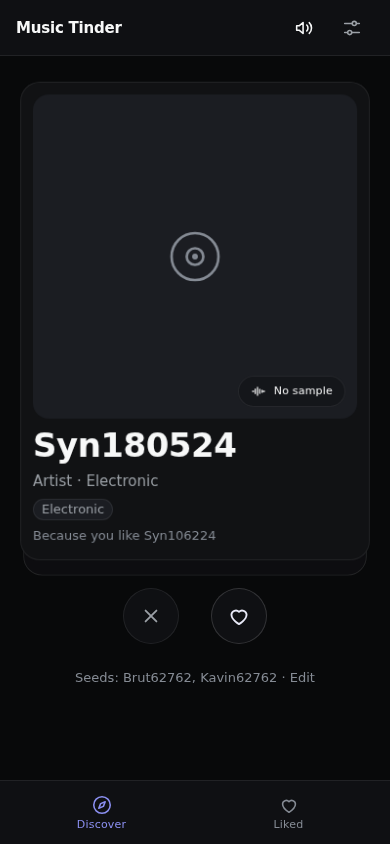 Music Tinder
No sample
Syn180524
Artist · Electronic
Electronic
Because you like Syn106224
Seeds: Brut62762, Kavin62762 · Edit
Discover
Liked